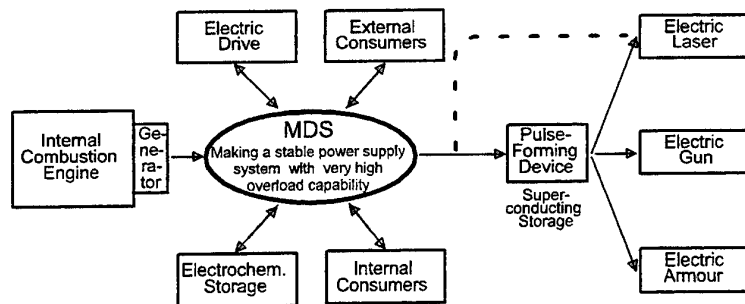 Electric
Drive
External
Consumers
Electric
Laser
Internal
Combustion
Engine
Ge-
ne-
ra-
tor
MDS
Making a stable power supply
system with very high
overload capability
Pulse-
Forming
Device
Super-
conducting
Storage
Electric
Gun
Electrochem.
Storage
Internal
Consumers
Electric
Armour